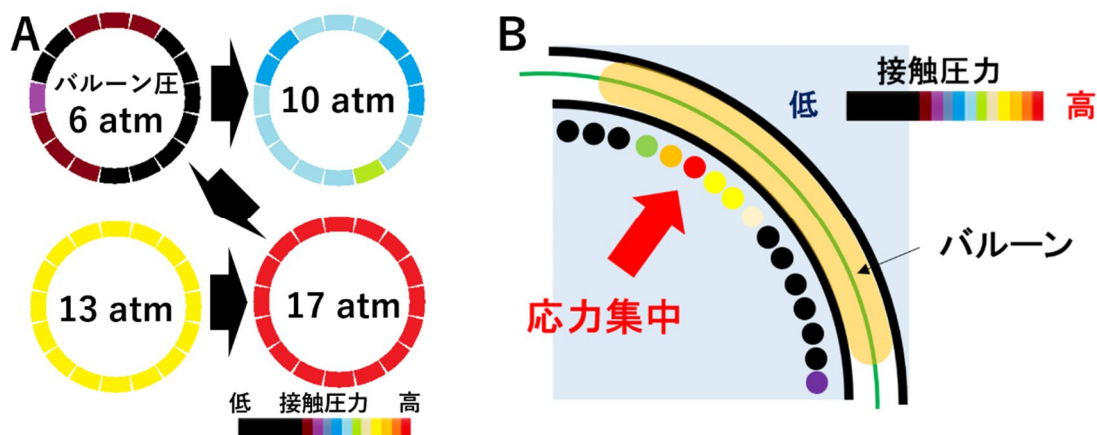 A
バルーン圧
6 atm
10 atm
13 atm
17 atm
低 接触圧力 高
B
接触圧力
低 高
バルーン
応力集中